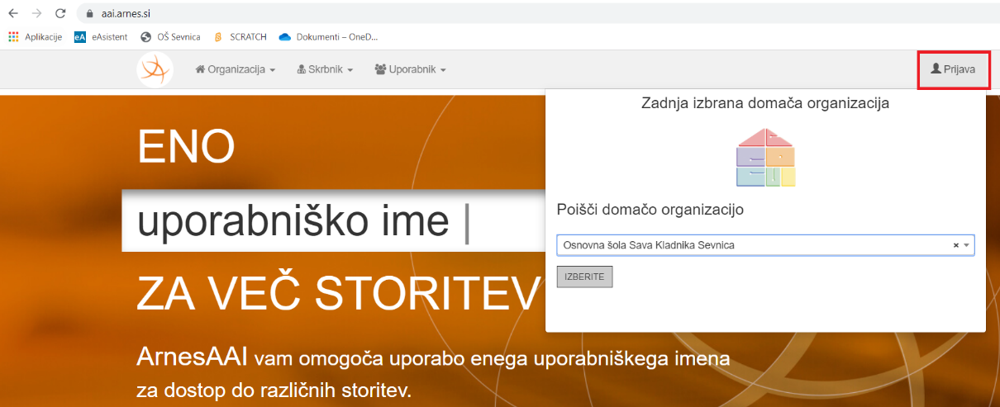 aai.arnes.si
Aplikacije eA eAsistent OŠ Sevnica SCRATCH Dokumenti – OneD...
Organizacija Skrbnik Uporabnik Prijava
Zadnja izbrana domača organizacija
Poišči domačo organizacijo
Osnovna šola Sava Kladnika Sevnica ×
IZBERITE
ENO
uporabniško ime |
ZA VEČ STORITEV
ArnesAAI vam omogoča uporabo enega uporabniškega imena
za dostop do različnih storitev.